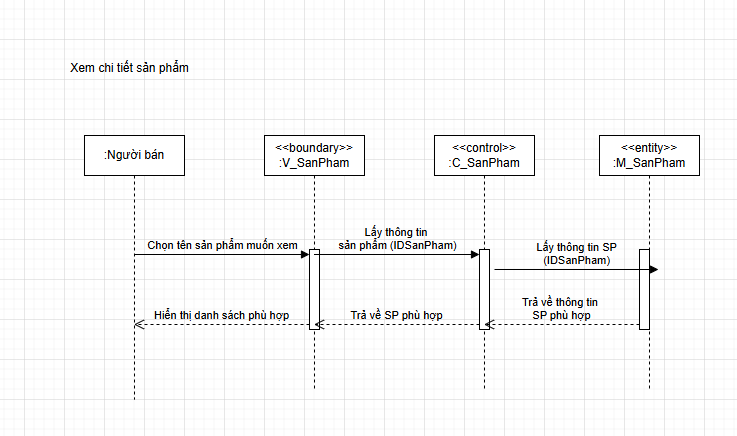 Xem chi tiết sản phẩm
:Người bán
<<boundary>>
:V_SanPham
<<control>>
:C_SanPham
<<entity>>
:M_SanPham
Chọn tên sản phẩm muốn xem
Lấy thông tin
sản phẩm (IDSanPham)
Lấy thông tin SP
(IDSanPham)
Hiển thị danh sách phù hợp
Trả về SP phù hợp
Trả về thông tin
SP phù hợp